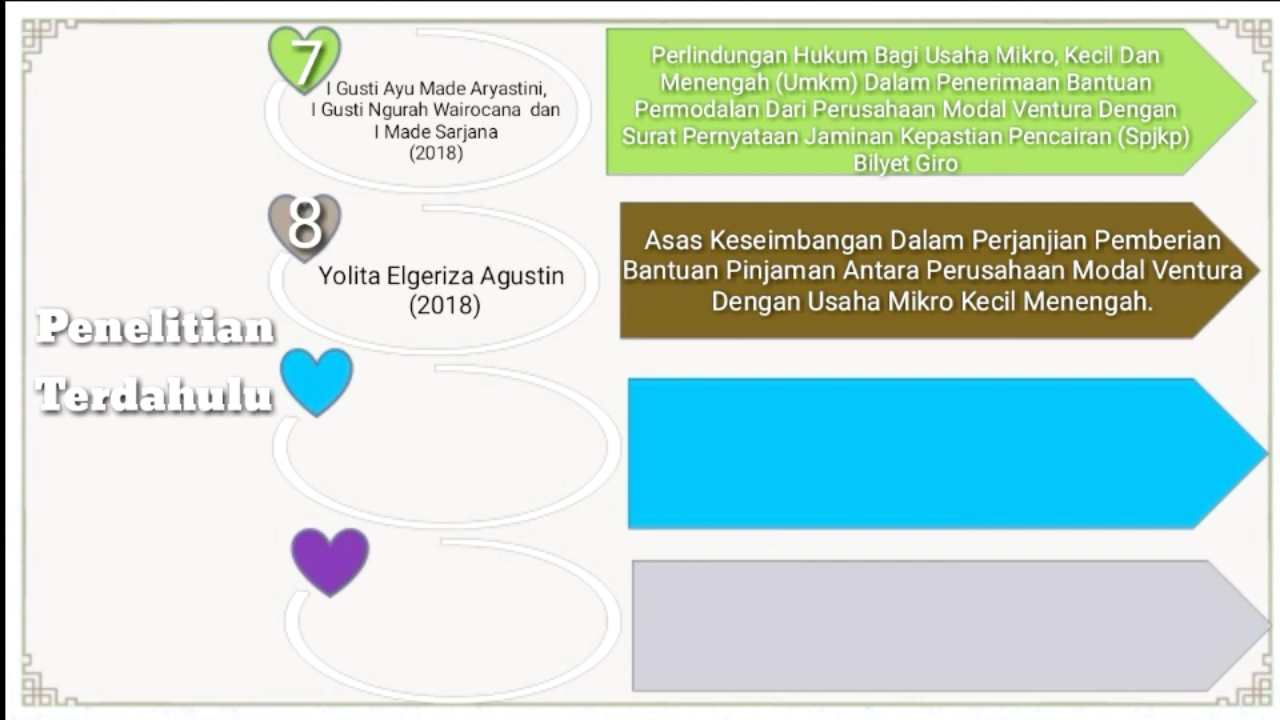 7
I Gusti Ayu Made Aryastini,
I Gusti Ngurah Wairocana dan
I Made Sarjana
(2018)
Perlindungan Hukum Bagi Usaha Mikro, Kecil Dan
Menengah (Umkm) Dalam Penerimaan Bantuan
Permodalan Dari Perusahaan Modal Ventura Dengan
Surat Pernyataan Jaminan Kepastian Pencairan (Spjkp)
Bilyet Giro
8
Yolita Elgeriza Agustin
(2018)
Asas Keseimbangan Dalam Perjanjian Pemberian
Bantuan Pinjaman Antara Perusahaan Modal Ventura
Dengan Usaha Mikro Kecil Menengah.
Penelitian
Terdahulu